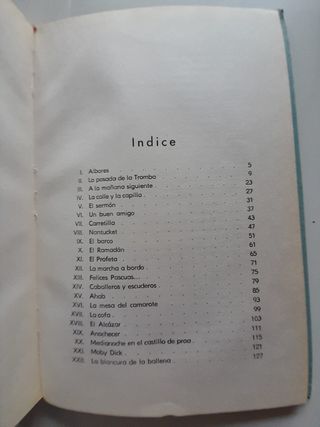 Indice
I. Albores 5
II. La posada de la Tromba 9
III. A la mañana siguiente 23
IV. La calle y la capilla 27
V. El sermón 31
VI. Un buen amigo 37
VII. Carretilla 43
VIII. Nantucket 47
IX. El barco 51
X. El Ramadán 61
XI. El Profeta 65
XII. La marcha a bordo 71
XIII. Felices Pascuas... 75
XIV. Caballeros y escuderos 79
XV. Ahab 85
XVI. La mesa del camarote 93
XVII. La cofa 99
XVIII. El Alcázar 103
XIX. Anochecer 111
XX. Medianoche en el castillo de proa 115
XXI. Moby Dick 121
XXII. La blancura de la ballena 127